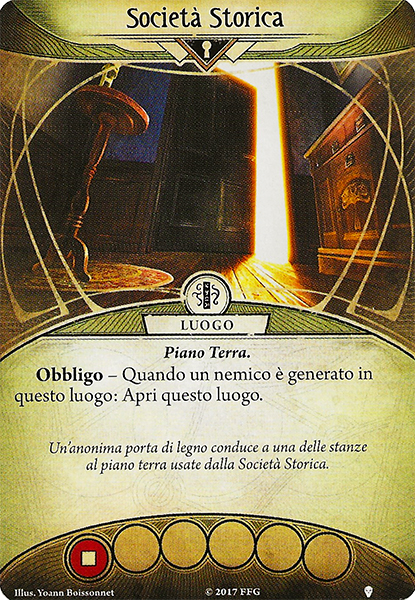 Società Storica
LUOGO
Piano Terra.
Obbligo – Quando un nemico è generato in
questo luogo: Apri questo luogo.
Un'anonima porta di legno conduce a una delle stanze
al piano terra usate dalla Società Storica.
Illus. Yoann Boissonnet
© 2017 FFG